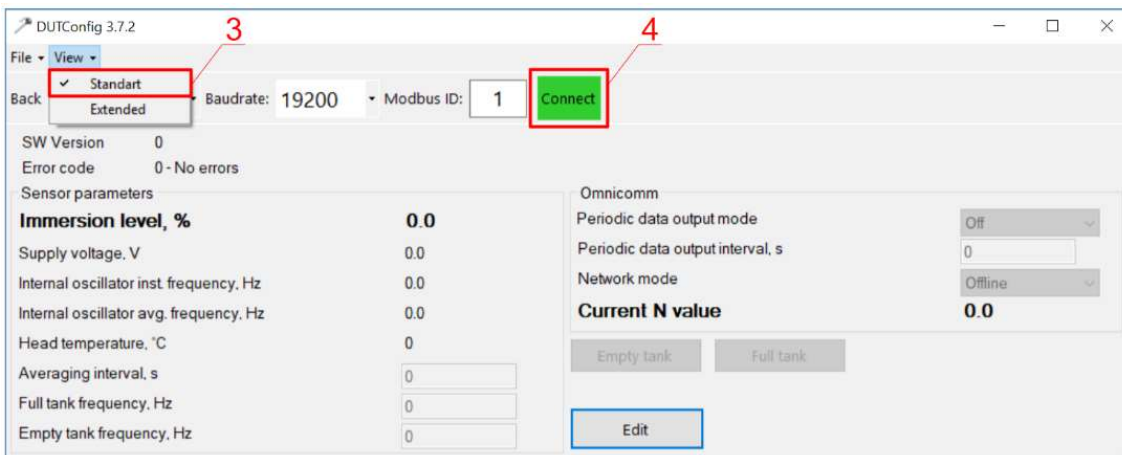 DUTConfig 3.7.2
3
4
File View
Standart
Extended
Back Baudrate: 19200 Modbus ID: 1 Connect
SW Version 0
Error code 0 - No errors
Sensor parameters
Immersion level, % 0.0
Supply voltage, V 0.0
Internal oscillator inst. frequency, Hz 0.0
Internal oscillator avg. frequency, Hz 0.0
Head temperature, °C 0
Averaging interval, s 0
Full tank frequency, Hz 0
Empty tank frequency, Hz 0
Omnicomm
Periodic data output mode Off
Periodic data output interval, s 0
Network mode Offline
Current N value 0.0
Empty tank Full tank
Edit